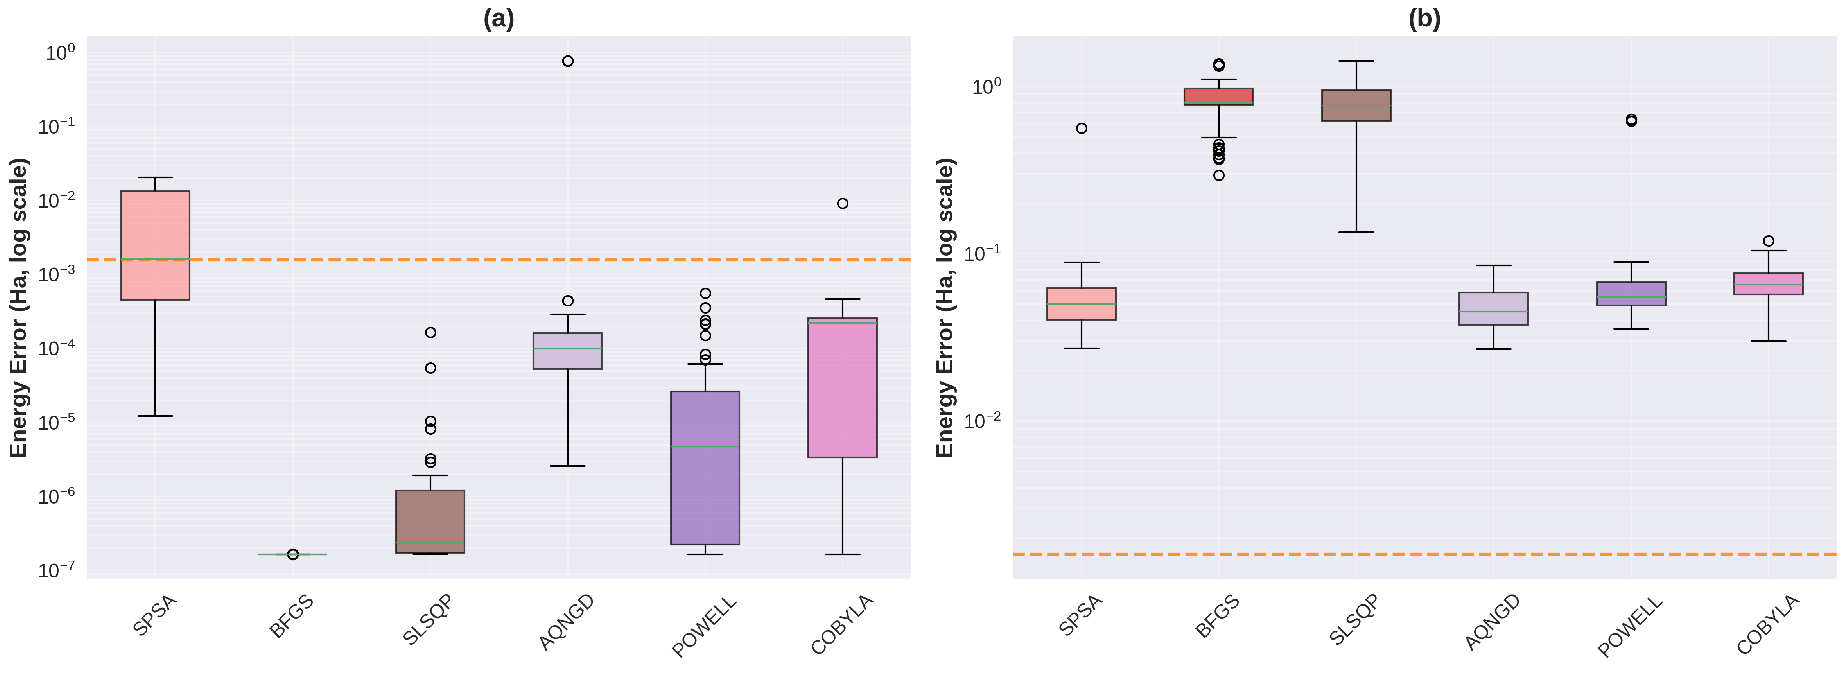 (a)
Energy Error (Ha, log scale)
10⁰
10⁻¹
10⁻²
10⁻³
10⁻⁴
10⁻⁵
10⁻⁶
10⁻⁷
SPSA
BFGS
SLSQP
AQNGD
POWELL
COBYLA
(b)
Energy Error (Ha, log scale)
10⁰
10⁻¹
10⁻²
SPSA
BFGS
SLSQP
AQNGD
POWELL
COBYLA